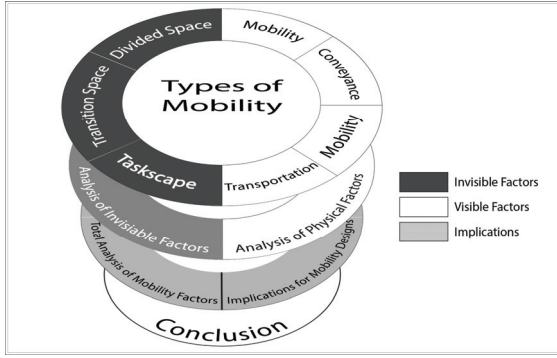 Divided Space
Mobility
Conveyance
Transition Space
Types of
Mobility
Mobility
Taskscape
Transportation
Analysis of Invisiable Factors
Analysis of Physical Factors
Total Analysis of Mobility Factors
Implications for Mobility Designs
Conclusion
Invisible Factors
Visible Factors
Implications